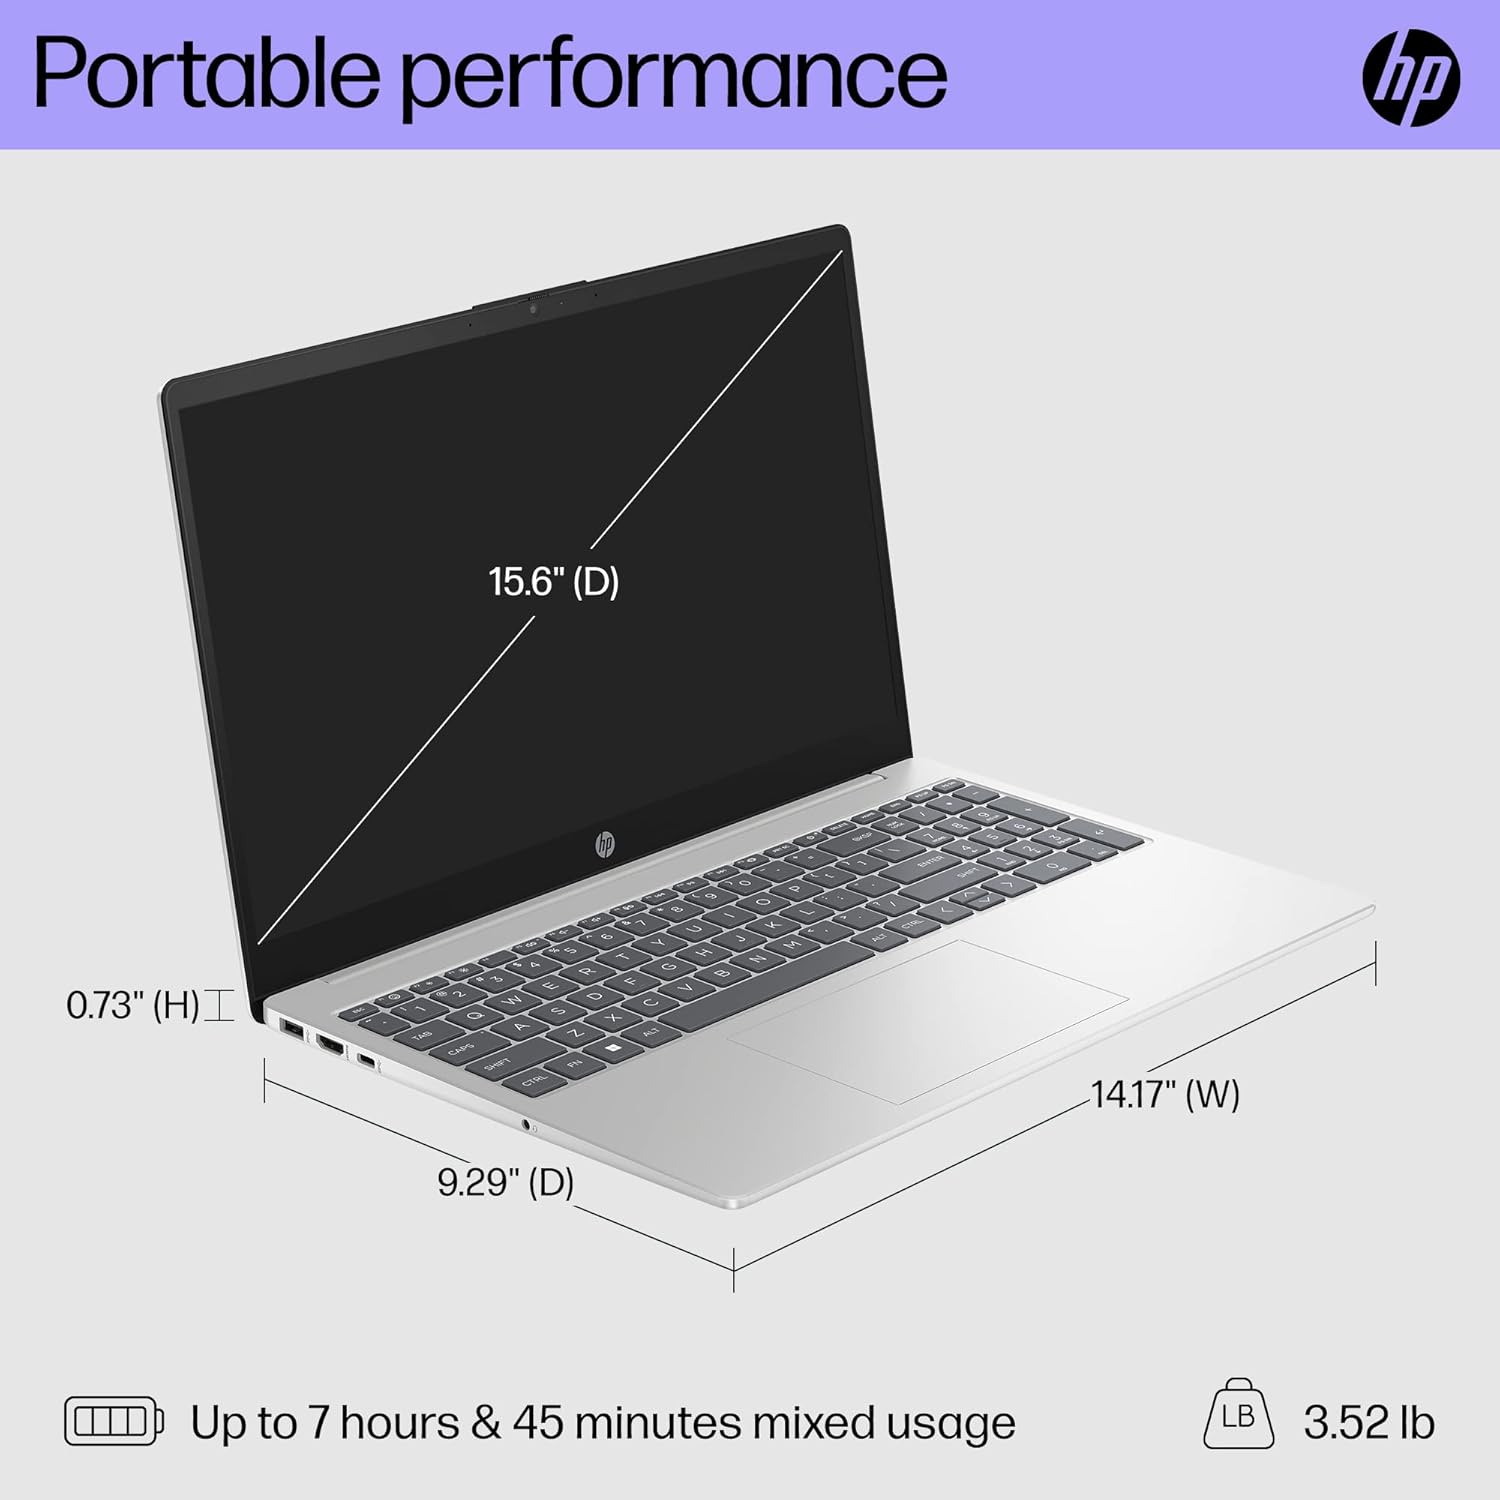 Portable performance
hp
15.6" (D)
hp
0.73" (H)
14.17" (W)
9.29" (D)
Up to 7 hours & 45 minutes mixed usage
LB
3.52 lb